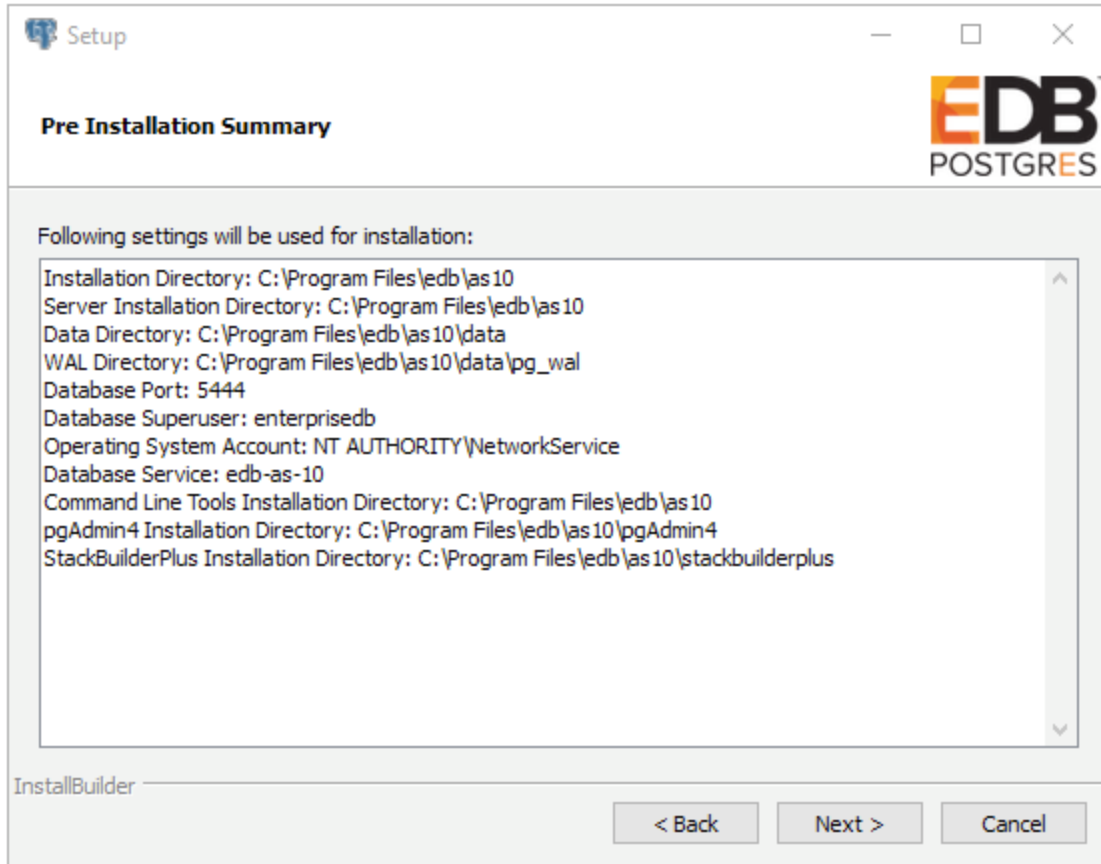 Setup
Pre Installation Summary
EDB
POSTGRES
Following settings will be used for installation:
Installation Directory: C:\Program Files\edb\as10
Server Installation Directory: C:\Program Files\edb\as10
Data Directory: C:\Program Files\edb\as10\data
WAL Directory: C:\Program Files\edb\as10\data\pg_wal
Database Port: 5444
Database Superuser: enterprisedb
Operating System Account: NT AUTHORITY\NetworkService
Database Service: edb-as-10
Command Line Tools Installation Directory: C:\Program Files\edb\as10
pgAdmin4 Installation Directory: C:\Program Files\edb\as10\pgAdmin4
StackBuilderPlus Installation Directory: C:\Program Files\edb\as10\stackbuilderplus
InstallBuilder
< Back Next > Cancel